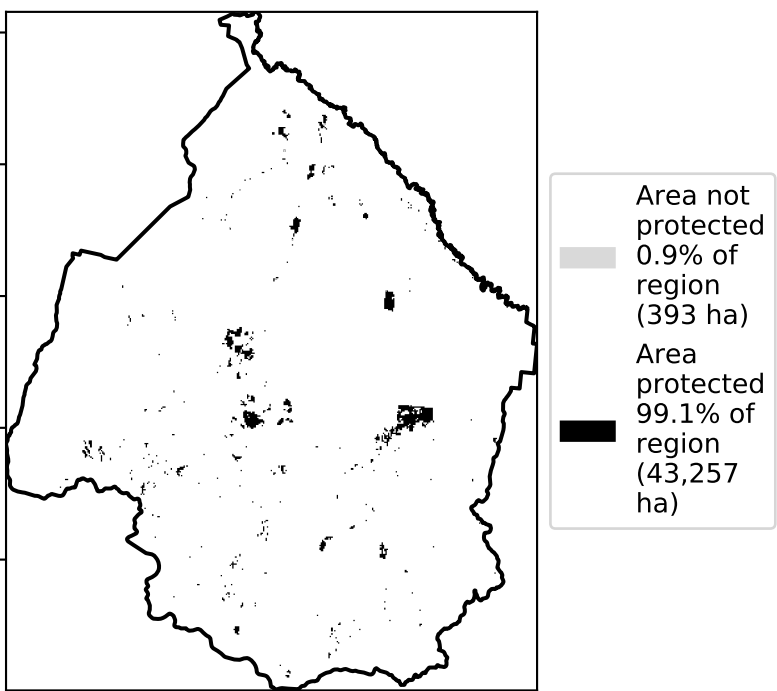 Area not
protected
0.9% of
region
(393 ha)
Area
protected
99.1% of
region
(43,257
ha)